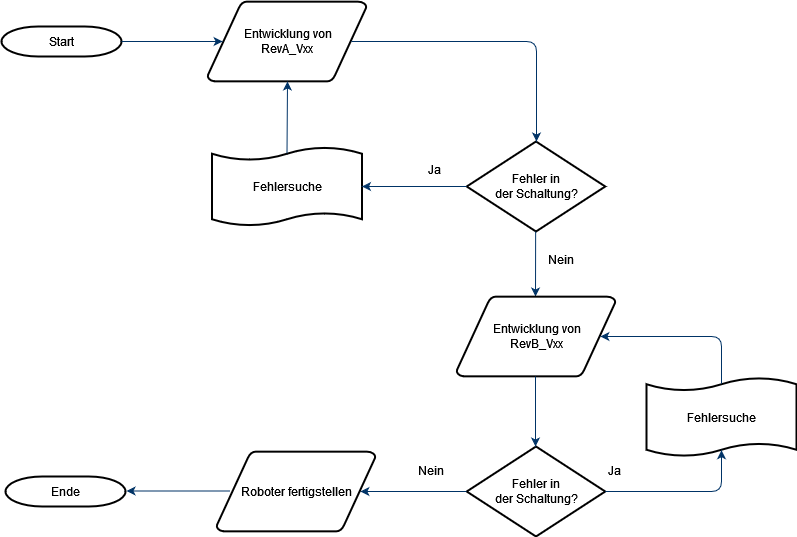 Start
Entwicklung von
RevA_Vxx
Fehlersuche
Ja
Fehler in
der Schaltung?
Nein
Entwicklung von
RevB_Vxx
Fehlersuche
Ende
Roboter fertigstellen
Nein
Fehler in
der Schaltung?
Ja